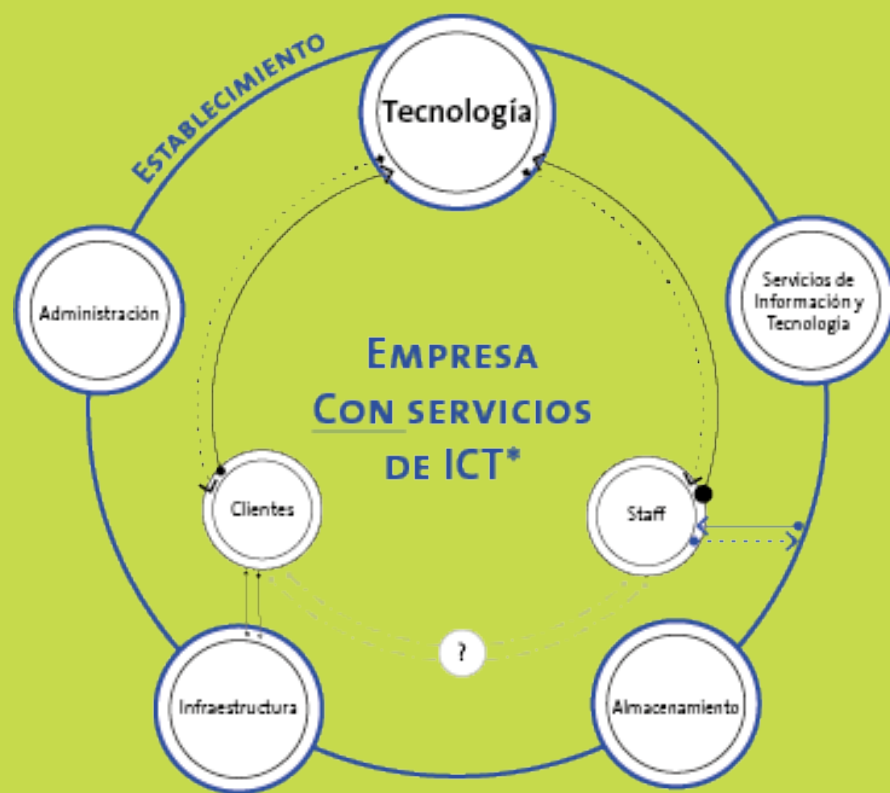 ESTABLECIMIENTO
Tecnología
Administración
Servicios de
Información y
Tecnología
EMPRESA
CON SERVICIOS
DE ICT*
Clientes
Staff
?
Infraestructura
Almacenamiento